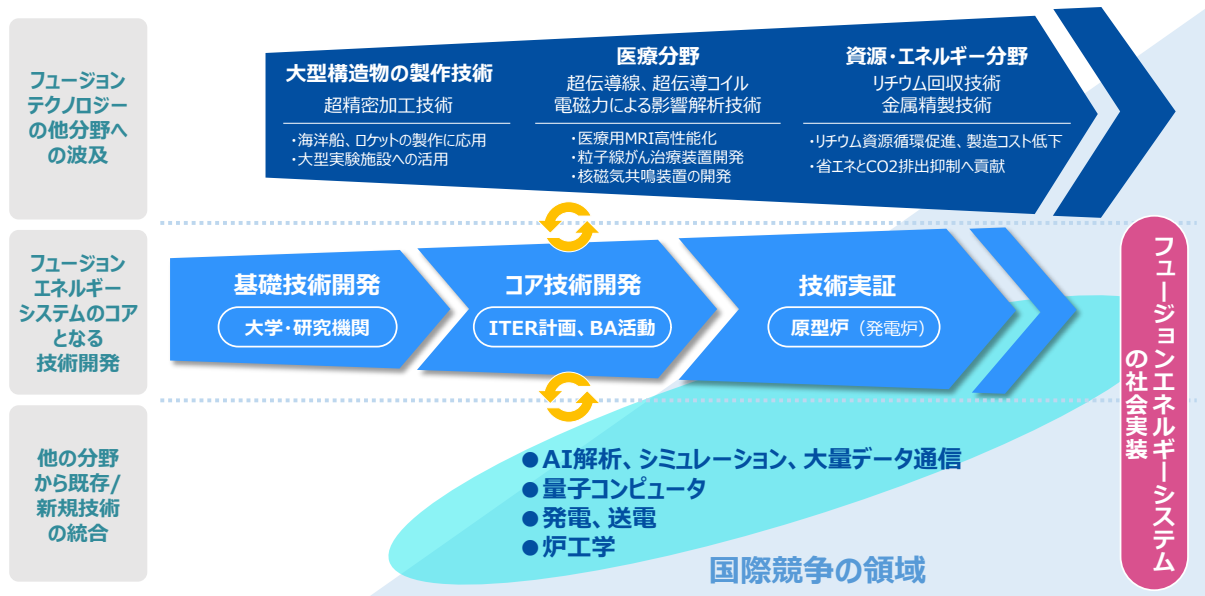 フュージョン
テクノロジー
の他分野へ
の波及
大型構造物の製作技術
超精密加工技術
・海洋船、ロケットの製作に応用
・大型実験施設への活用
医療分野
超伝導線、超伝導コイル
電磁力による影響解析技術
・医療用MRI高性能化
・粒子線がん治療装置開発
・核磁気共鳴装置の開発
資源・エネルギー分野
リチウム回収技術
金属精製技術
・リチウム資源循環促進、製造コスト低下
・省エネとCO2排出抑制へ貢献
フュージョン
エネルギー
システムのコア
となる
技術開発
基礎技術開発
大学・研究機関
コア技術開発
ITER計画、BA活動
技術実証
原型炉（発電炉）
フュージョンエネルギーシステム
の社会実装
他の分野
から既存/
新規技術
の統合
●AI解析、シミュレーション、大量データ通信
●量子コンピュータ
●発電、送電
●炉工学
国際競争の領域